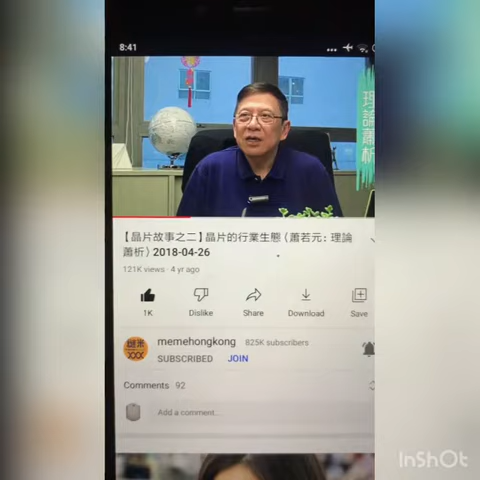 8:41
理論蕭析
【晶片故事之二】晶片的行業生態（蕭若元：理論
蕭析）2018-04-26
121K views · 4 yr ago
1K
Dislike
Share
Download
Save
memehongkong 825K subscribers
SUBSCRIBED JOIN
Comments 92
Add a comment...
InShOt